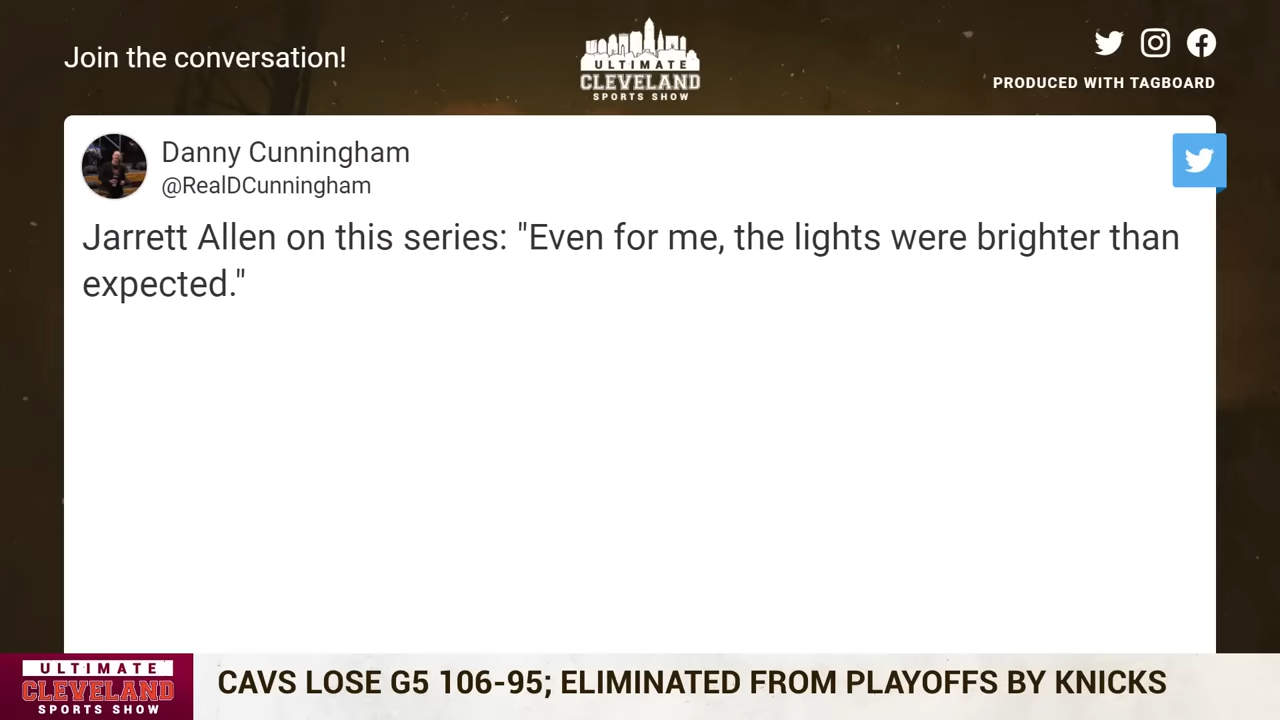 Join the conversation!
ULTIMATE
CLEVELAND
SPORTS SHOW
PRODUCED WITH TAGBOARD
Danny Cunningham
@RealDCunningham
Jarrett Allen on this series: "Even for me, the lights were brighter than
expected."
ULTIMATE
CLEVELAND
SPORTS SHOW
CAVS LOSE G5 106-95; ELIMINATED FROM PLAYOFFS BY KNICKS